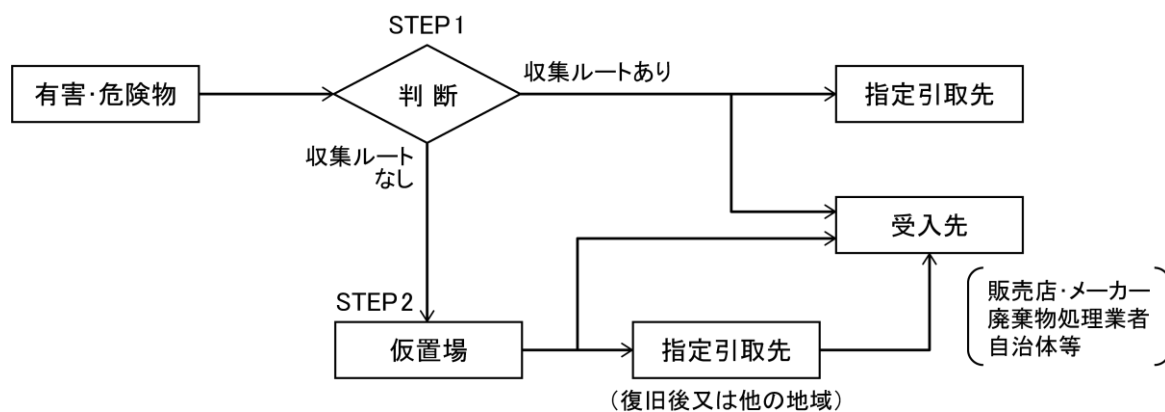 STEP1
有害・危険物
判断
収集ルートあり
指定引取先
収集ルート
なし
受入先
STEP2
仮置場
指定引取先
(復旧後又は他の地域)
販売店・メーカー
廃棄物処理業者
自治体等